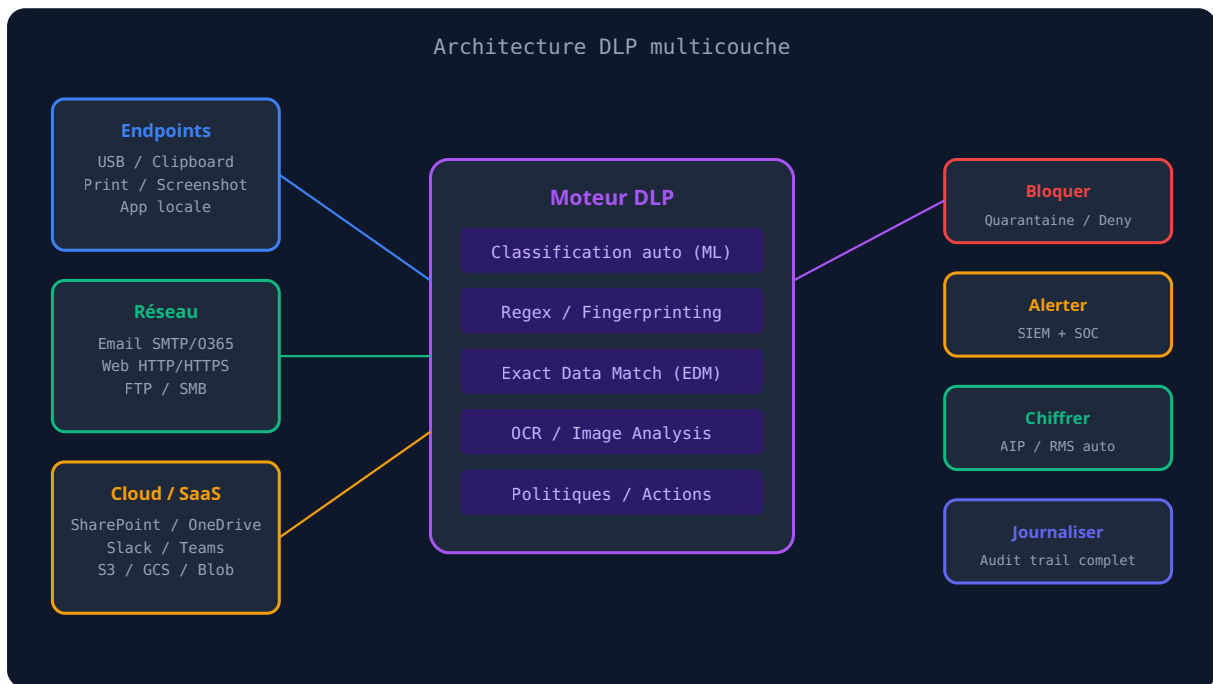 Architecture DLP multicouche
Endpoints
USB / Clipboard
Print / Screenshot
App locale
Réseau
Email SMTP/O365
Web HTTP/HTTPS
FTP / SMB
Cloud / SaaS
SharePoint / OneDrive
Slack / Teams
S3 / GCS / Blob
Moteur DLP
Classification auto (ML)
Regex / Fingerprinting
Exact Data Match (EDM)
OCR / Image Analysis
Politiques / Actions
Bloquer
Quarantaine / Deny
Alerter
SIEM + SOC
Chiffrer
AIP / RMS auto
Journaliser
Audit trail complet